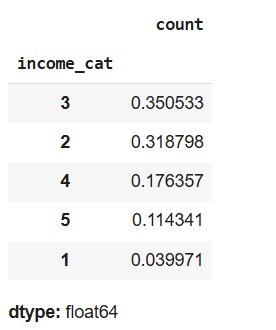 count
income_cat
3 0.350533
2 0.318798
4 0.176357
5 0.114341
1 0.039971
dtype: float64